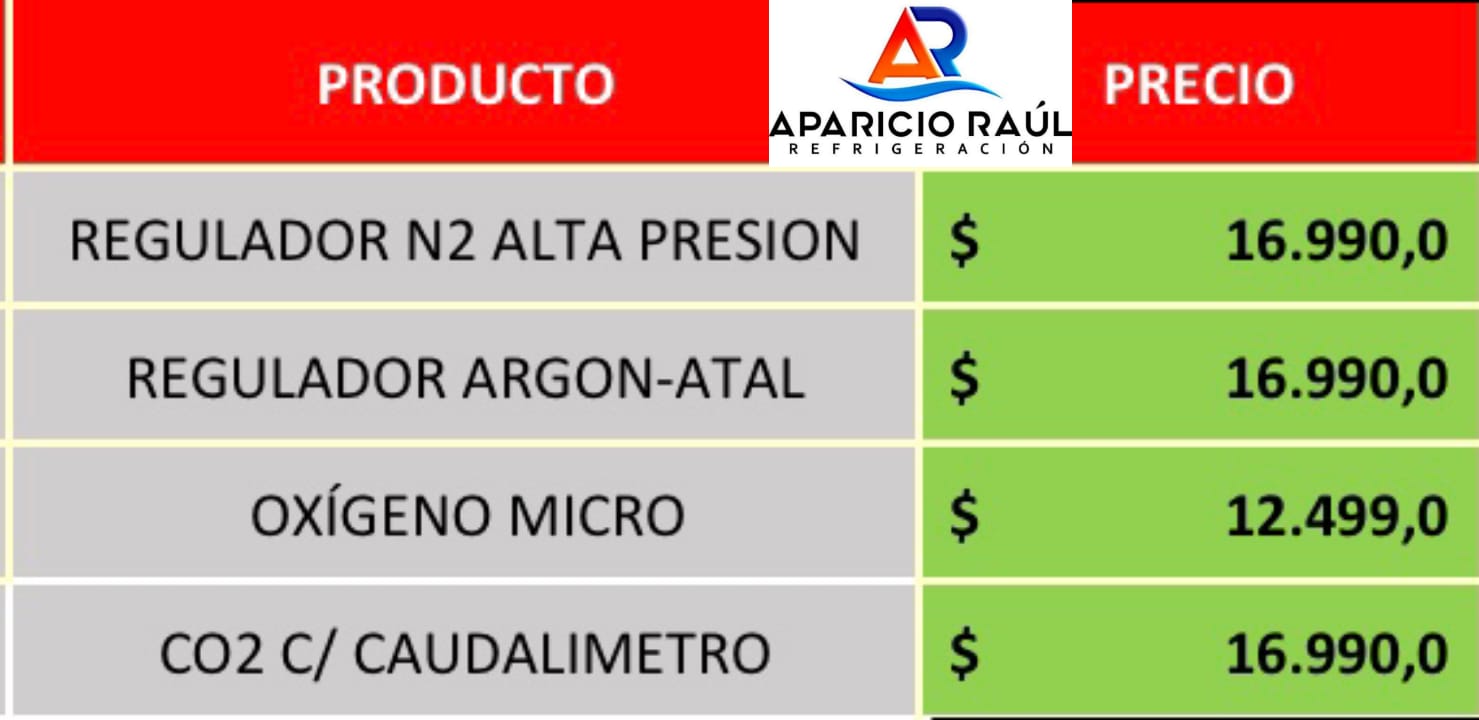 PRODUCTO
AR
APARICIO RAÚL
REFRIGERACIÓN
PRECIO
REGULADOR N2 ALTA PRESION $ 16.990,0
REGULADOR ARGON-ATAL $ 16.990,0
OXÍGENO MICRO $ 12.499,0
CO2 C/ CAUDALIMETRO $ 16.990,0